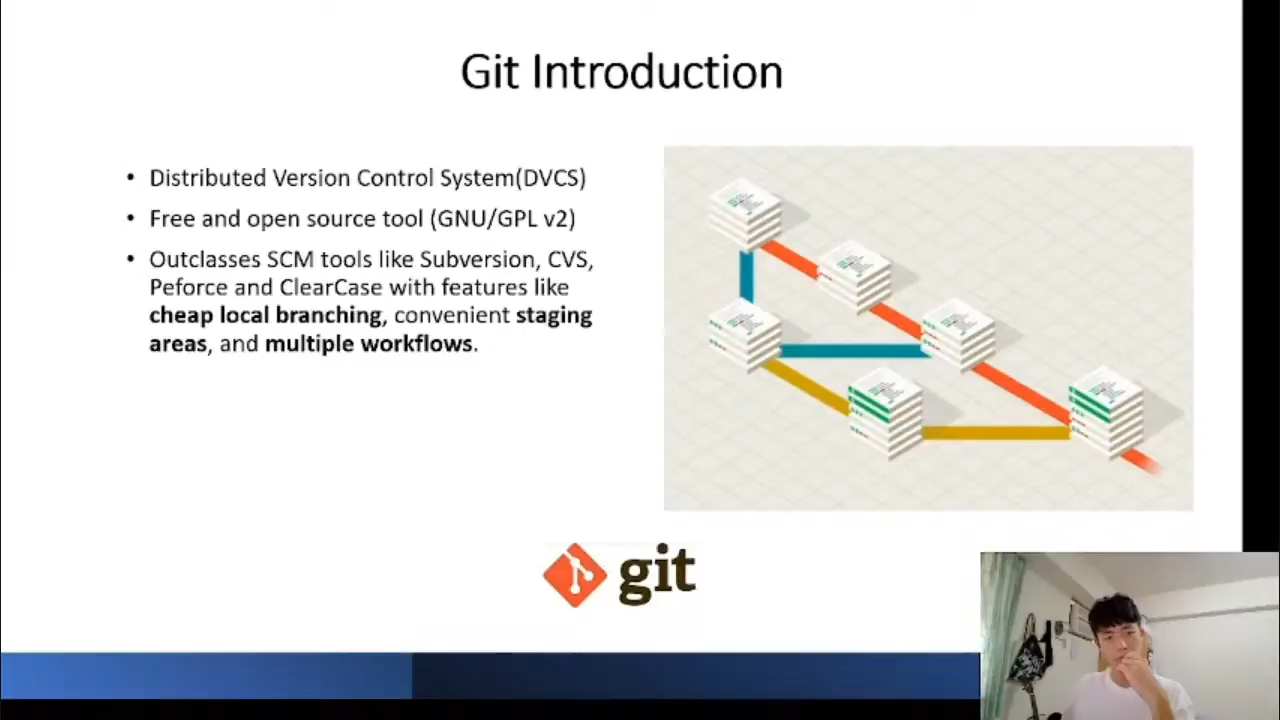 Git Introduction
• Distributed Version Control System(DVCS)
• Free and open source tool (GNU/GPL v2)
• Outclasses SCM tools like Subversion, CVS,
Peforce and ClearCase with features like
cheap local branching, convenient staging
areas, and multiple workflows.
git